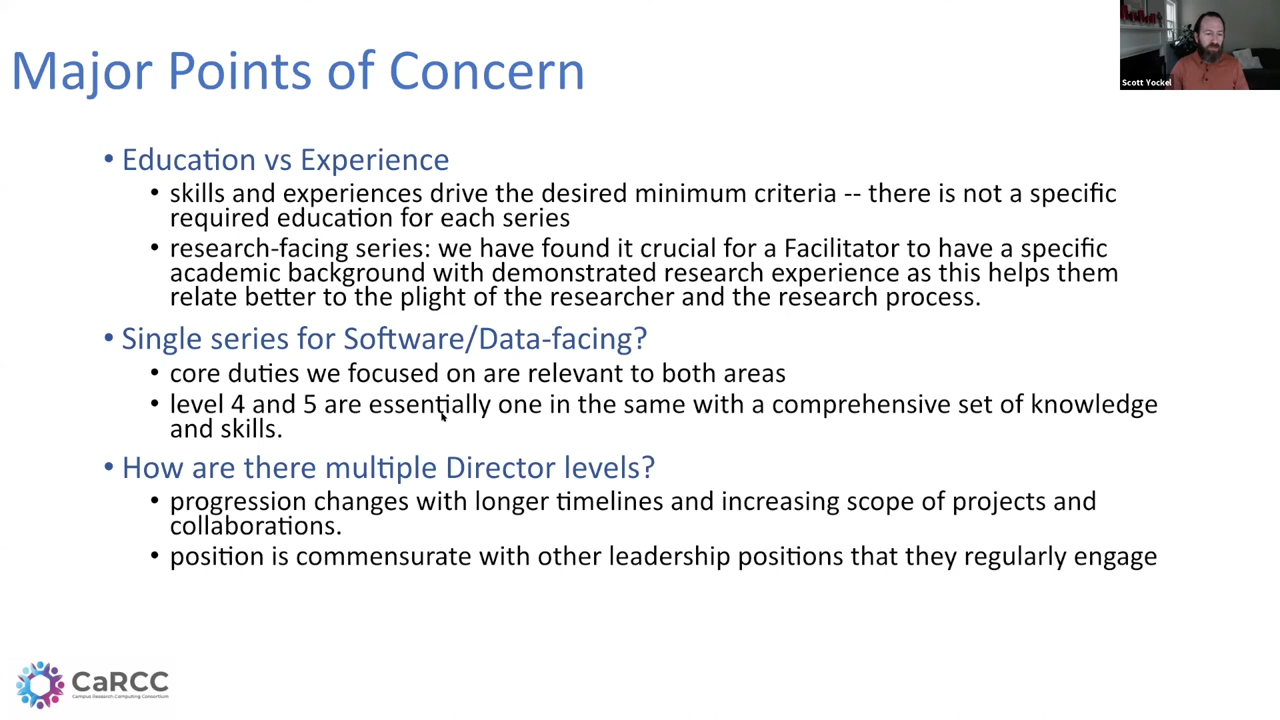 Major Points of Concern
Scott Yockel
• Education vs Experience
• skills and experiences drive the desired minimum criteria -- there is not a specific
required education for each series
• research-facing series: we have found it crucial for a Facilitator to have a specific
academic background with demonstrated research experience as this helps them
relate better to the plight of the researcher and the research process.
• Single series for Software/Data-facing?
• core duties we focused on are relevant to both areas
• level 4 and 5 are essentially one in the same with a comprehensive set of knowledge
and skills.
• How are there multiple Director levels?
• progression changes with longer timelines and increasing scope of projects and
collaborations.
• position is commensurate with other leadership positions that they regularly engage
CaRCC
Campus Research Computing Consortium